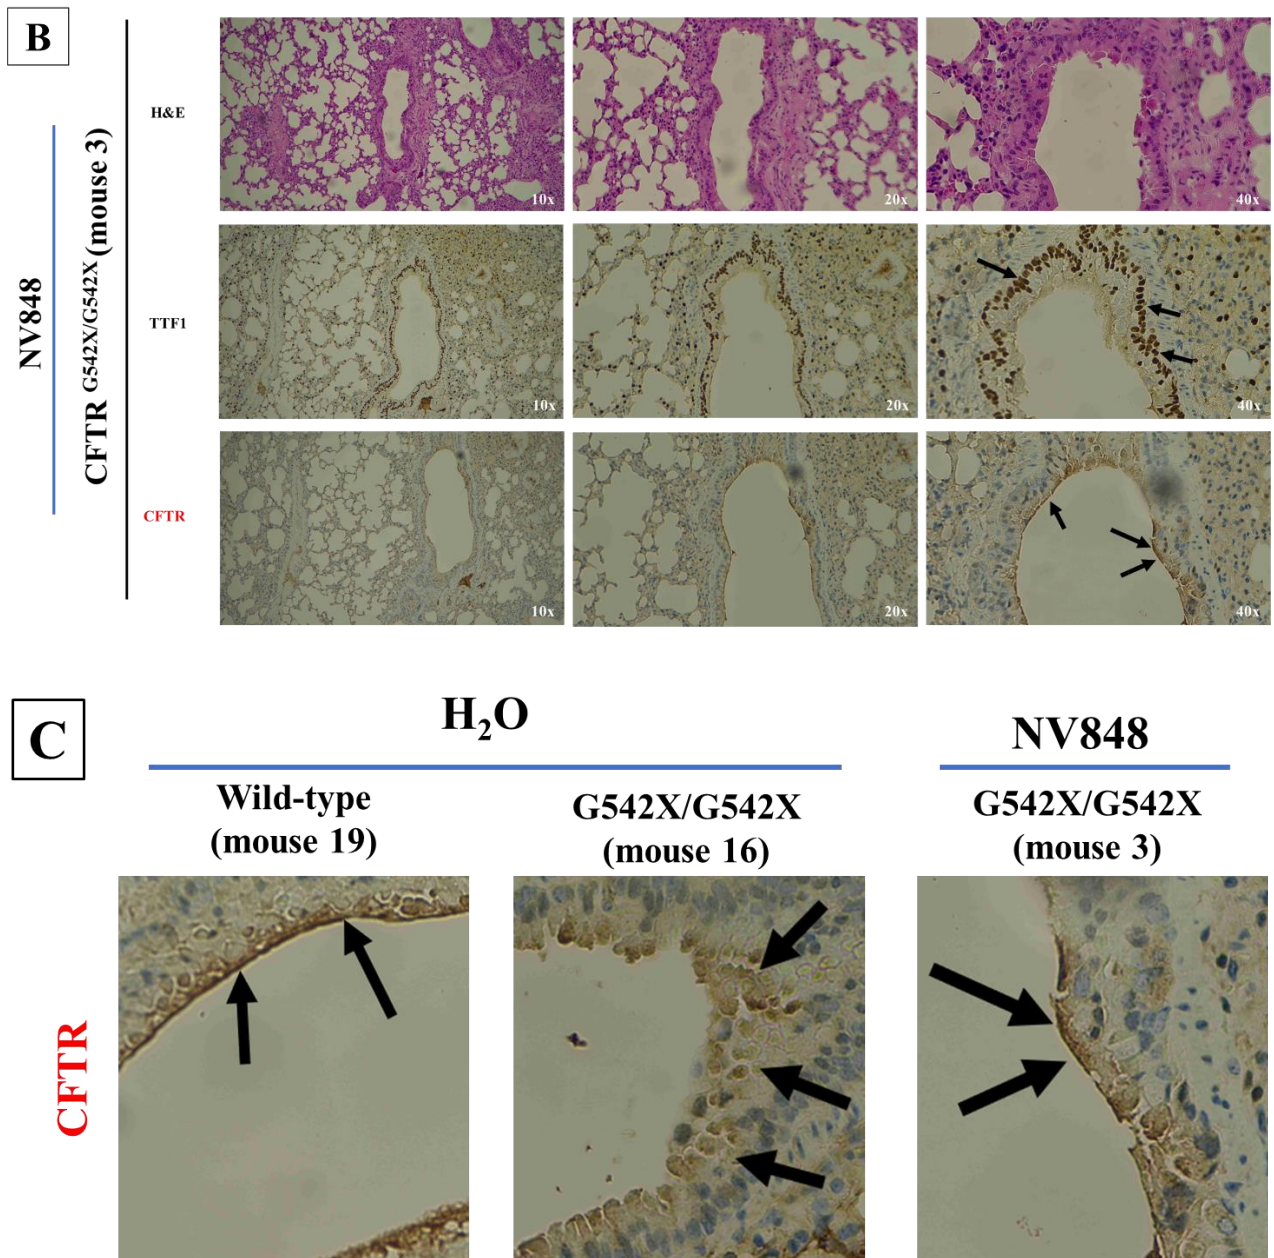 B
NV848
CFTR G542X/G542X (mouse 3)
H&E
10x
20x
40x
TTF1
10x
20x
40x
CFTR
10x
20x
40x
C
H₂O
NV848
Wild-type
(mouse 19)
G542X/G542X
(mouse 16)
G542X/G542X
(mouse 3)
CFTR